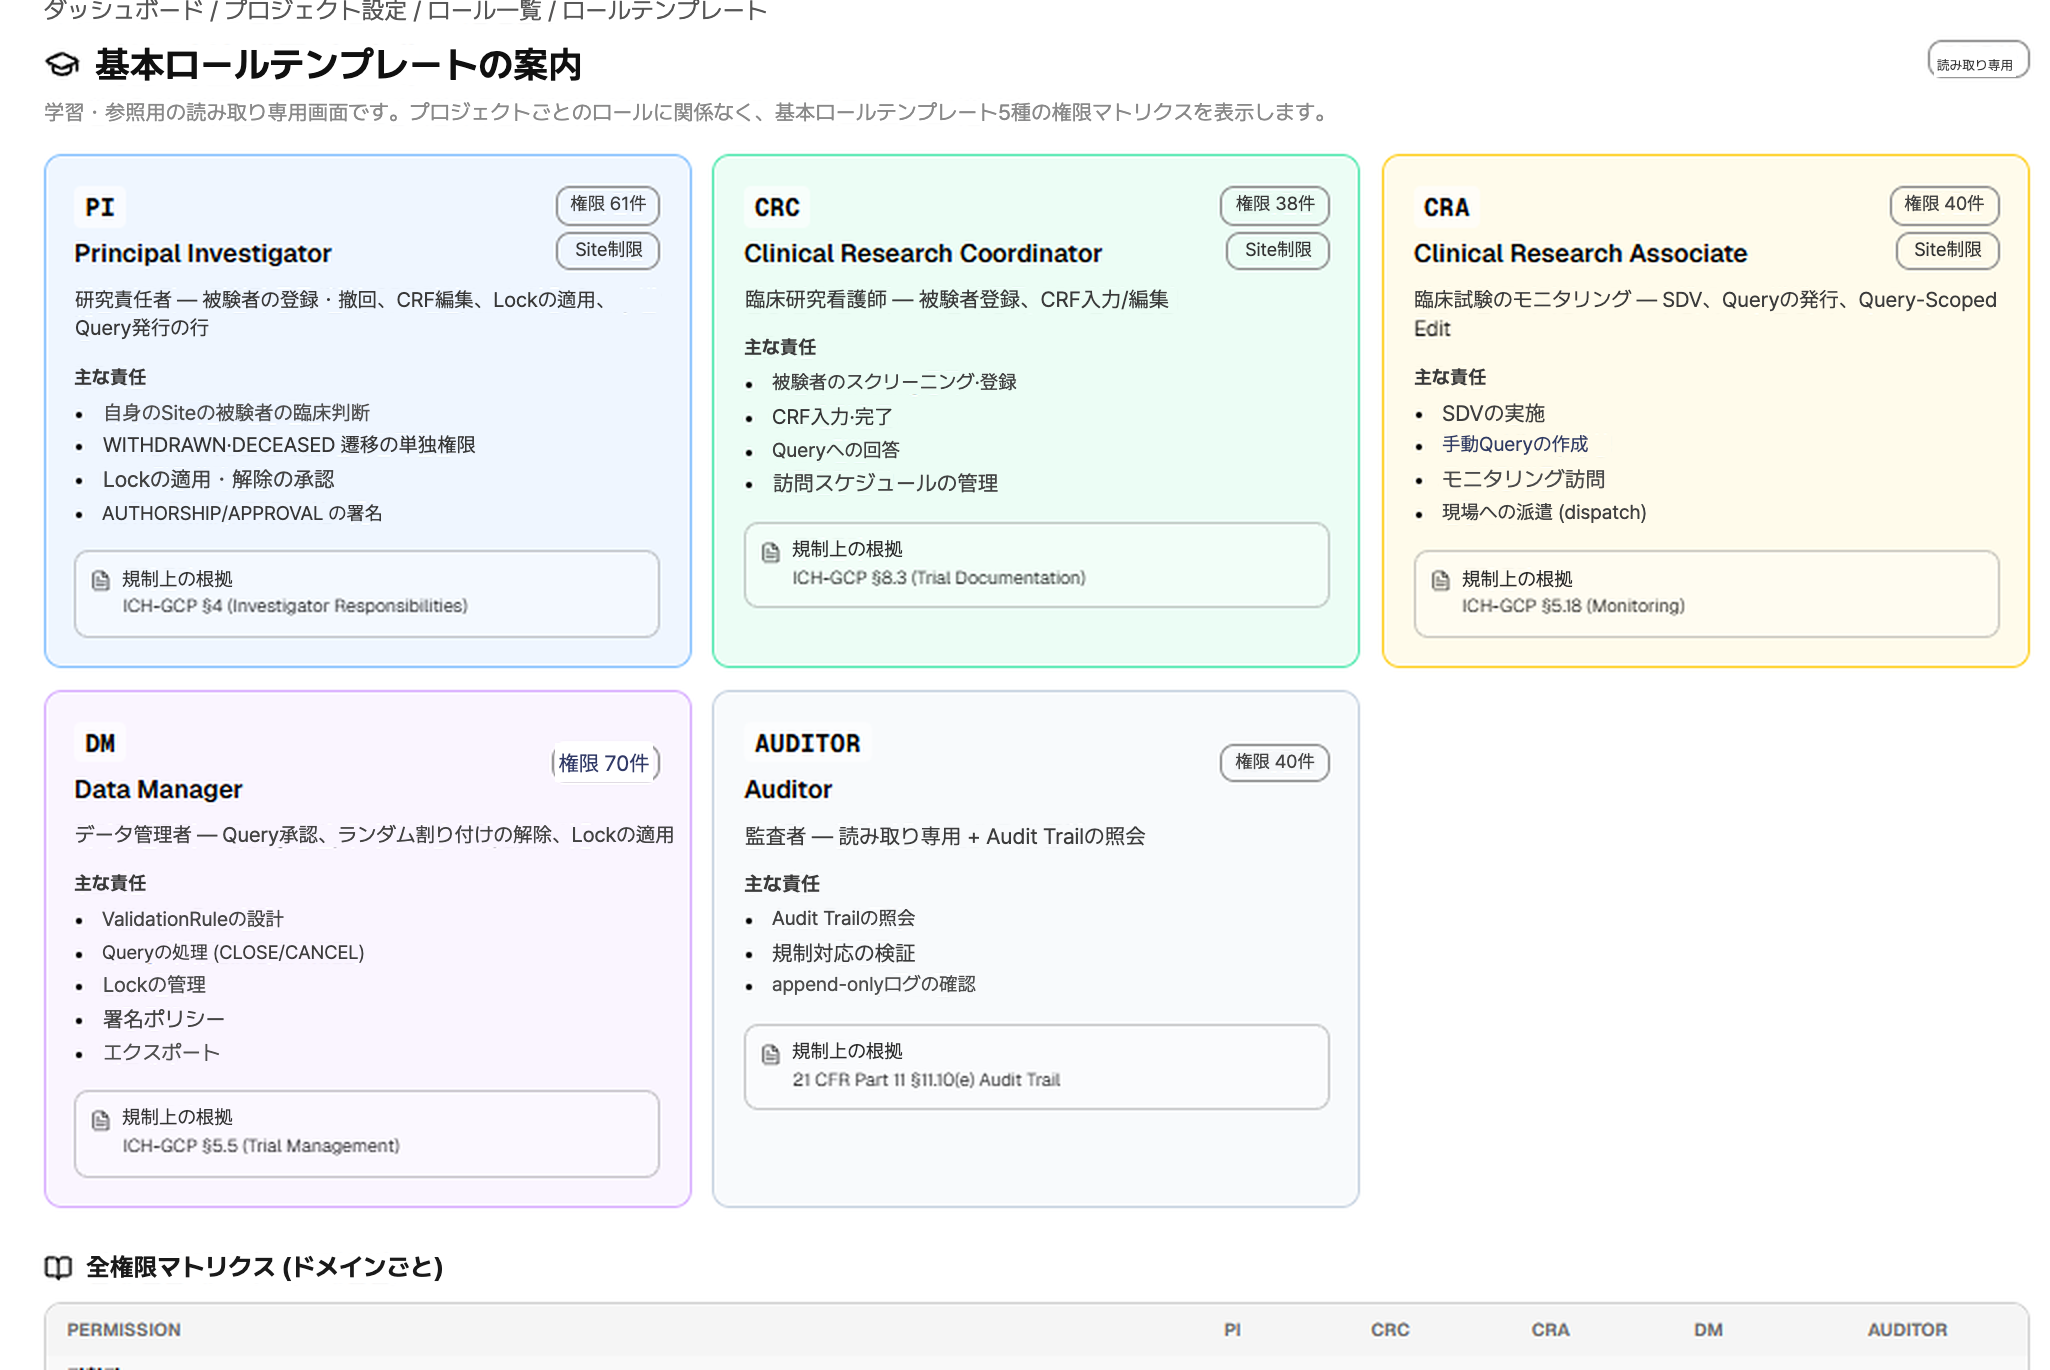 ダッシュボード / プロジェクト設定 / ロール一覧 / ロールテンプレート
基本ロールテンプレートの案内
読み取り専用
学習・参照用の読み取り専用画面です。プロジェクトごとのロールに関係なく、基本ロールテンプレート5種の権限マトリクスを表示します。
PI
権限 61件
Principal Investigator
Site制限
研究責任者 — 被験者の登録・撤回、CRF編集、Lockの適用、
Query発行の行
主な責任
• 自身のSiteの被験者の臨床判断
• WITHDRAWN·DECEASED 遷移の単独権限
• Lockの適用・解除の承認
• AUTHORSHIP/APPROVAL の署名
規制上の根拠
ICH-GCP §4 (Investigator Responsibilities)
CRC
権限 38件
Clinical Research Coordinator
Site制限
臨床研究看護師 — 被験者登録、CRF入力/編集
主な責任
• 被験者のスクリーニング·登録
• CRF入力·完了
• Queryへの回答
• 訪問スケジュールの管理
規制上の根拠
ICH-GCP §8.3 (Trial Documentation)
CRA
権限 40件
Clinical Research Associate
Site制限
臨床試験のモニタリング — SDV、Queryの発行、Query-Scoped
Edit
主な責任
• SDVの実施
• 手動Queryの作成
• モニタリング訪問
• 現場への派遣 (dispatch)
規制上の根拠
ICH-GCP §5.18 (Monitoring)
DM
権限 70件
Data Manager
データ管理者 — Query承認、ランダム割り付けの解除、Lockの適用
主な責任
• ValidationRuleの設計
• Queryの処理 (CLOSE/CANCEL)
• Lockの管理
• 署名ポリシー
• エクスポート
規制上の根拠
ICH-GCP §5.5 (Trial Management)
AUDITOR
権限 40件
Auditor
監査者 — 読み取り専用 + Audit Trailの照会
主な責任
• Audit Trailの照会
• 規制対応の検証
• append-onlyログの確認
規制上の根拠
21 CFR Part 11 §11.10(e) Audit Trail
全権限マトリクス (ドメインごと)
PERMISSION PI CRC CRA DM AUDITOR